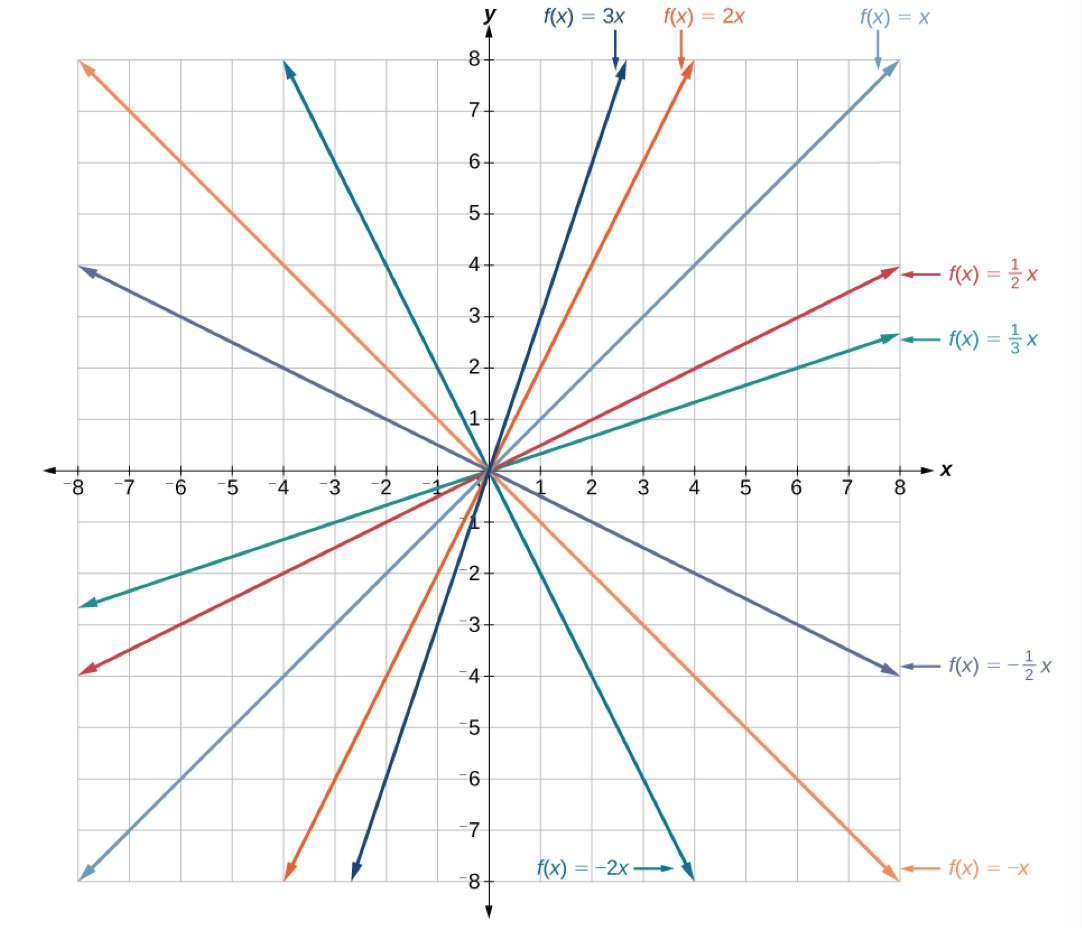 y
f(x) = 3x
f(x) = 2x
f(x) = x
8
7
6
5
4
f(x) = 1/2 x
3
f(x) = 1/3 x
2
1
x
−8 −7 −6 −5 −4 −3 −2 −1 1 2 3 4 5 6 7 8
−1
−2
−3
−4
f(x) = −1/2 x
−5
−6
−7
f(x) = −2x
f(x) = −x
−8